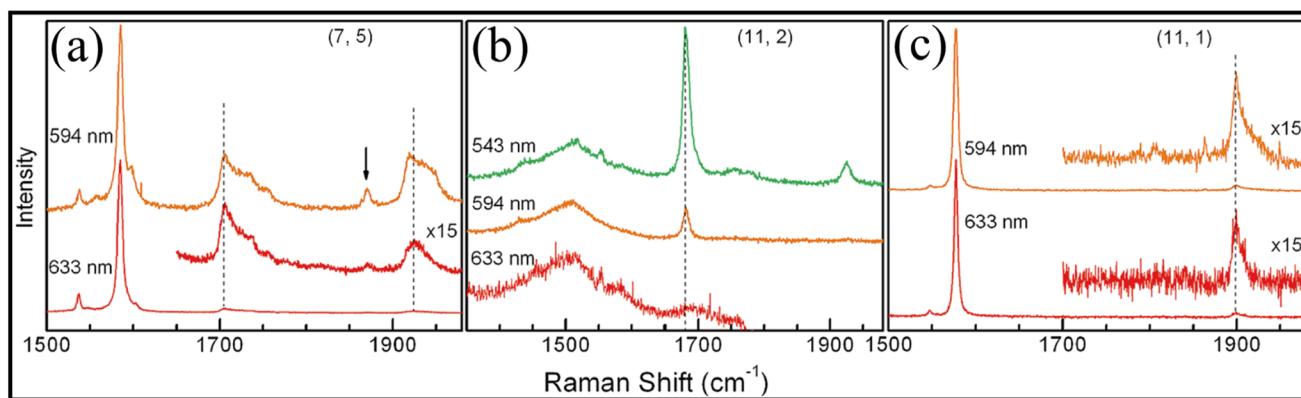 (a)
(7, 5)
594 nm
x15
633 nm
(b)
(11, 2)
543 nm
594 nm
633 nm
(c)
(11, 1)
x15
594 nm
633 nm
x15
Intensity
1500 1700 1900
1500 1700 1900
1500 1700 1900
Raman Shift (cm⁻¹)